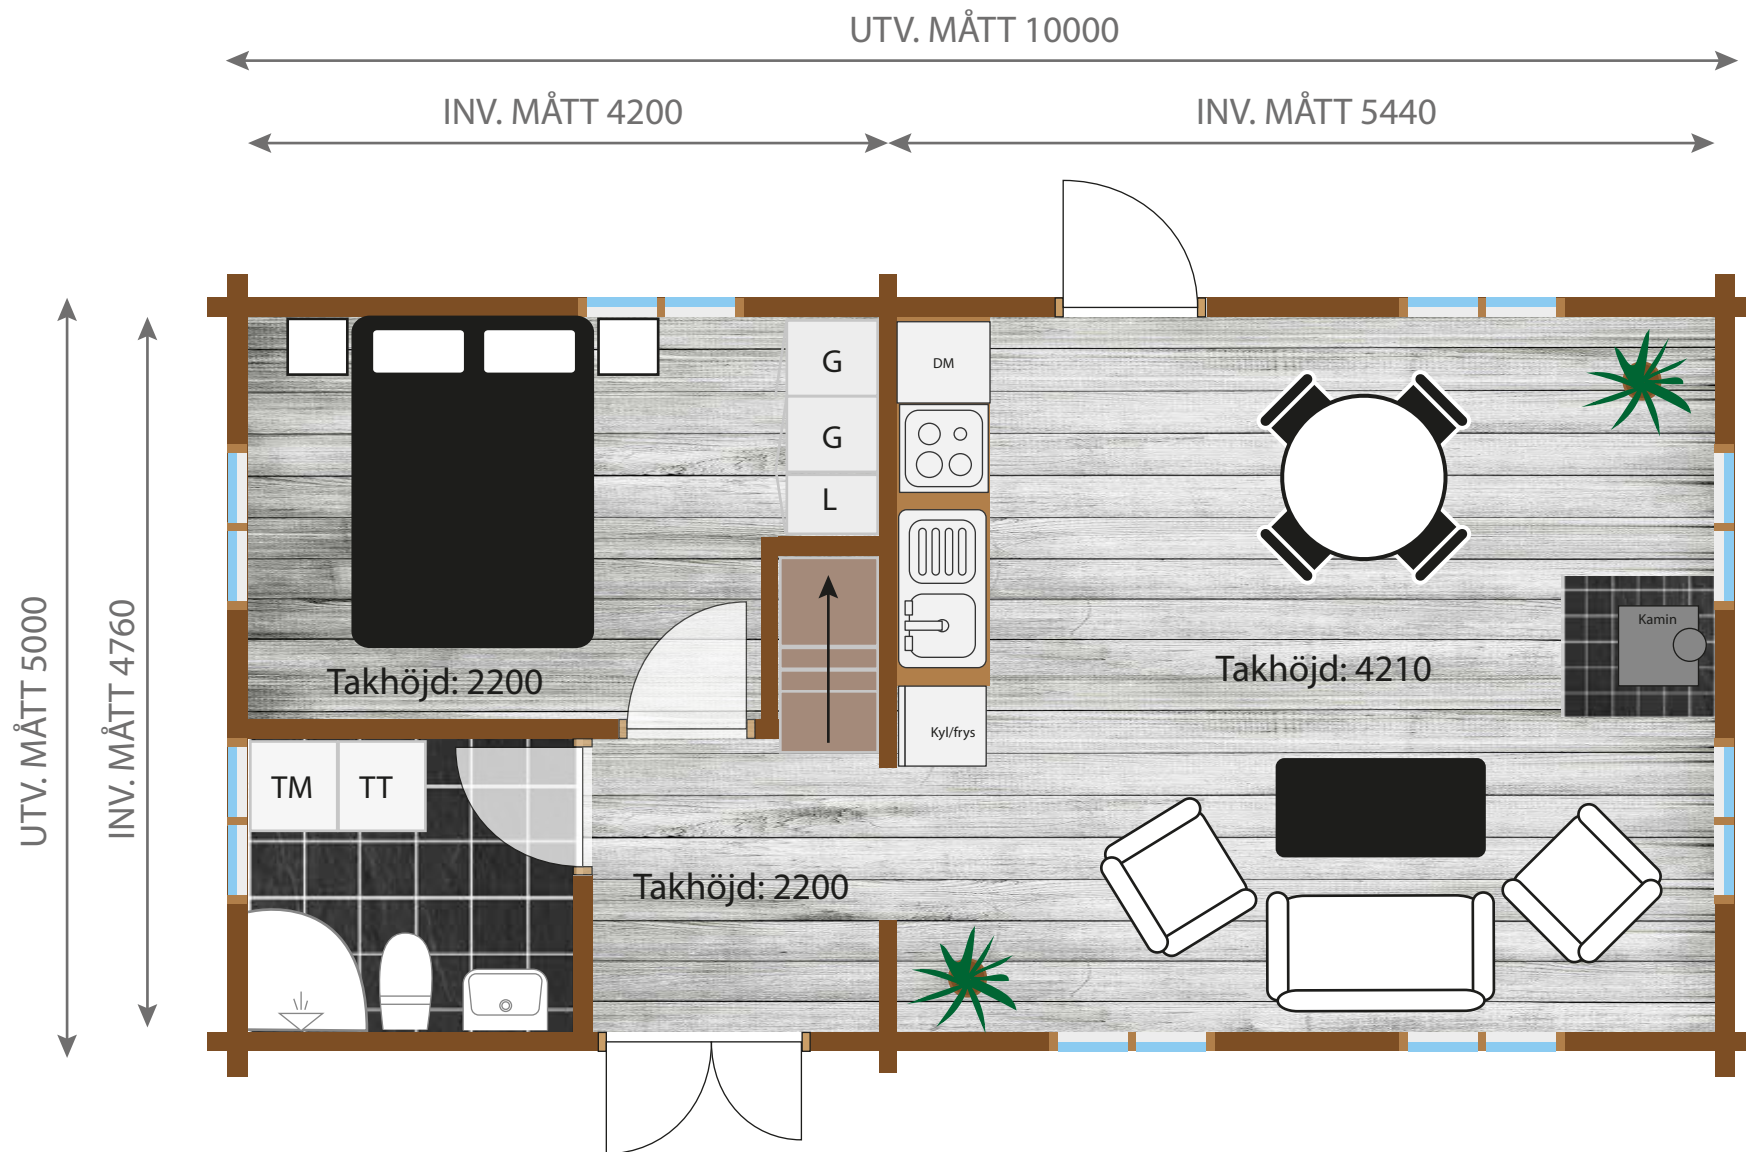 UTV. MÅTT 10000
INV. MÅTT 4200
INV. MÅTT 5440
UTV. MÅTT 5000
INV. MÅTT 4760
G
G
L
DM
Kamin
Takhöjd: 2200
Takhöjd: 4210
Kyl/frys
TM
TT
Takhöjd: 2200